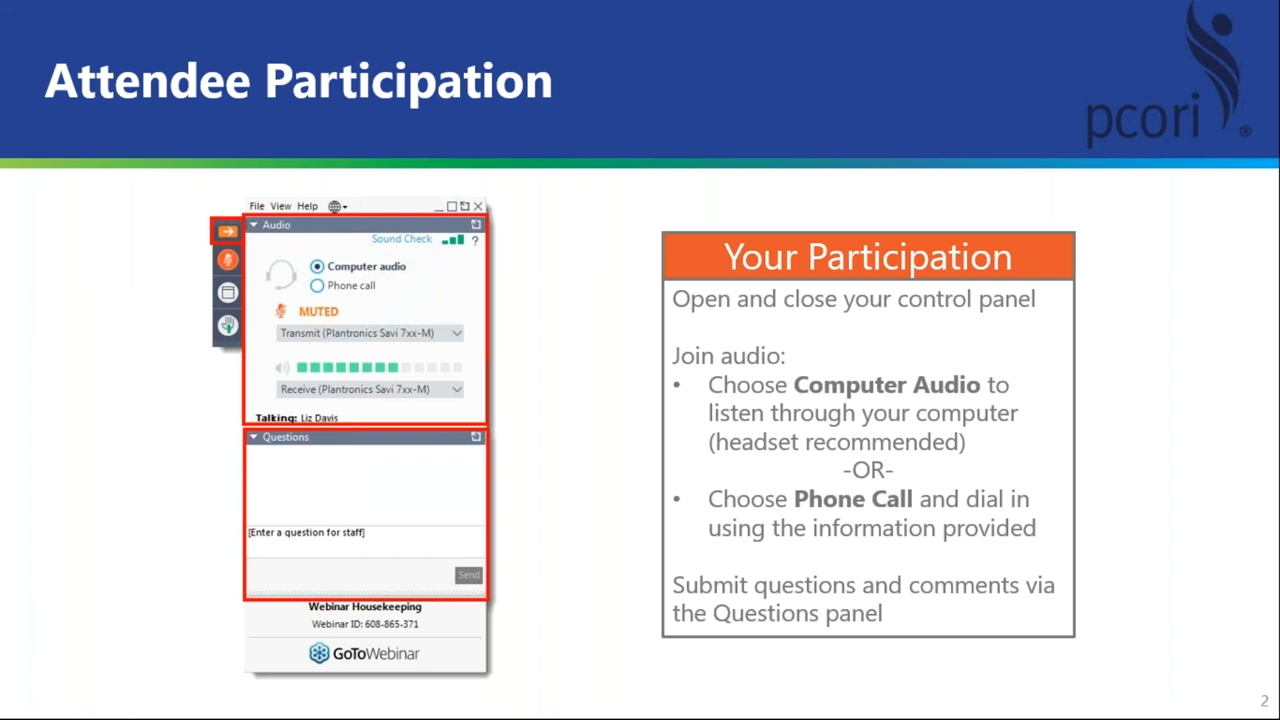 Attendee Participation
pcori®
File View Help
Audio
Sound Check ?
Computer audio
Phone call
MUTED
Transmit (Plantronics Savi 7xx-M)
Receive (Plantronics Savi 7xx-M)
Talking: Liz Davis
Questions
[Enter a question for staff]
Send
Webinar Housekeeping
Webinar ID: 608-865-371
GoToWebinar
Your Participation
Open and close your control panel
Join audio:
• Choose Computer Audio to
listen through your computer
(headset recommended)
-OR-
• Choose Phone Call and dial in
using the information provided
Submit questions and comments via
the Questions panel
2